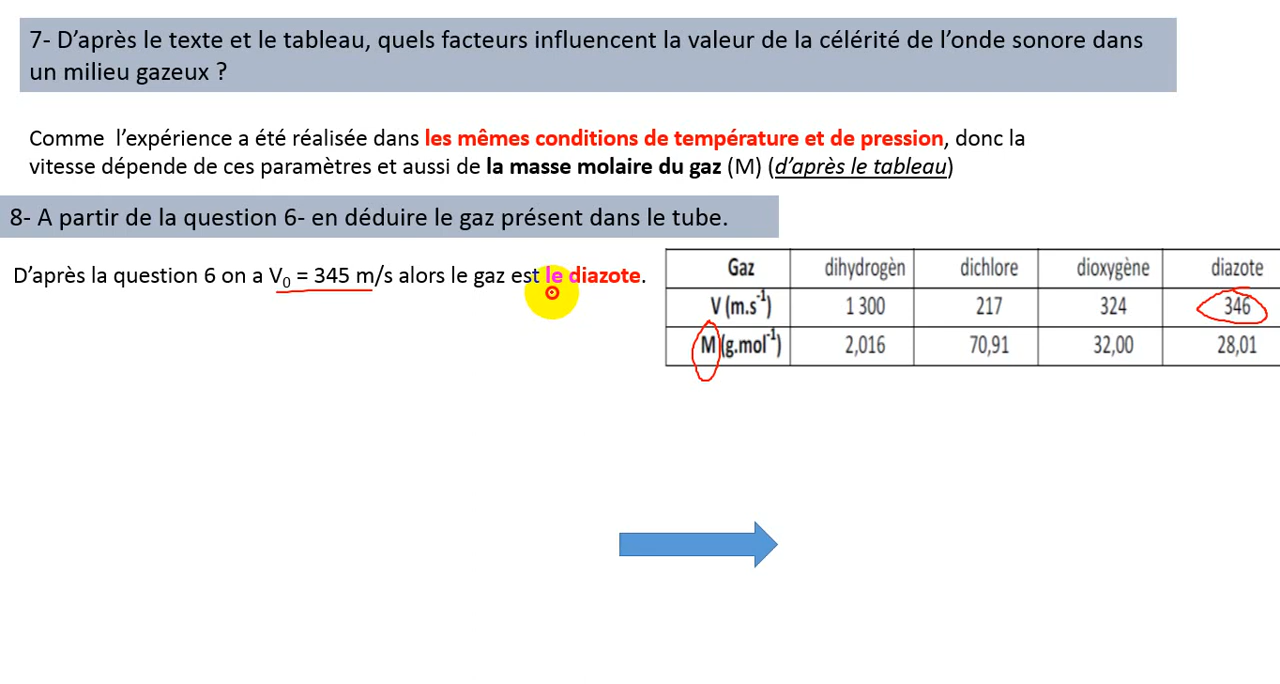 7- D’après le texte et le tableau, quels facteurs influencent la valeur de la célérité de l’onde sonore dans
un milieu gazeux ?
Comme l’expérience a été réalisée dans les mêmes conditions de température et de pression, donc la
vitesse dépende de ces paramètres et aussi de la masse molaire du gaz (M) (d’après le tableau)
8- A partir de la question 6- en déduire le gaz présent dans le tube.
D’après la question 6 on a V₀ = 345 m/s alors le gaz est le diazote.
Gaz dihydrogèn dichlore dioxygène diazote
V (m.s⁻¹) 1 300 217 324 346
M (g.mol⁻¹) 2,016 70,91 32,00 28,01